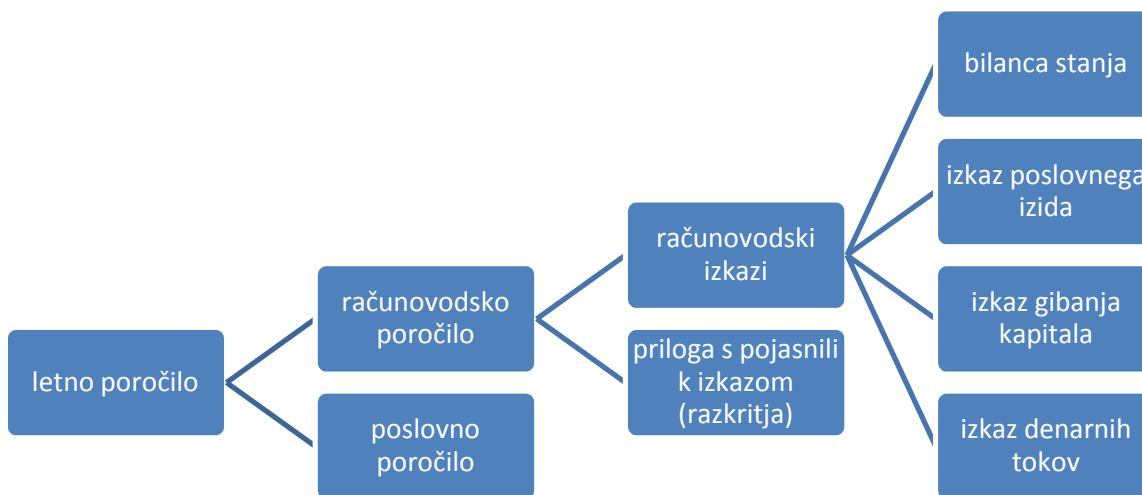 letno poročilo
računovodsko
poročilo
poslovno
poročilo
računovodski
izkazi
priloga s pojasnili
k izkazom
(razkritja)
bilanca stanja
izkaz poslovnega
izida
izkaz gibanja
kapitala
izkaz denarnih
tokov